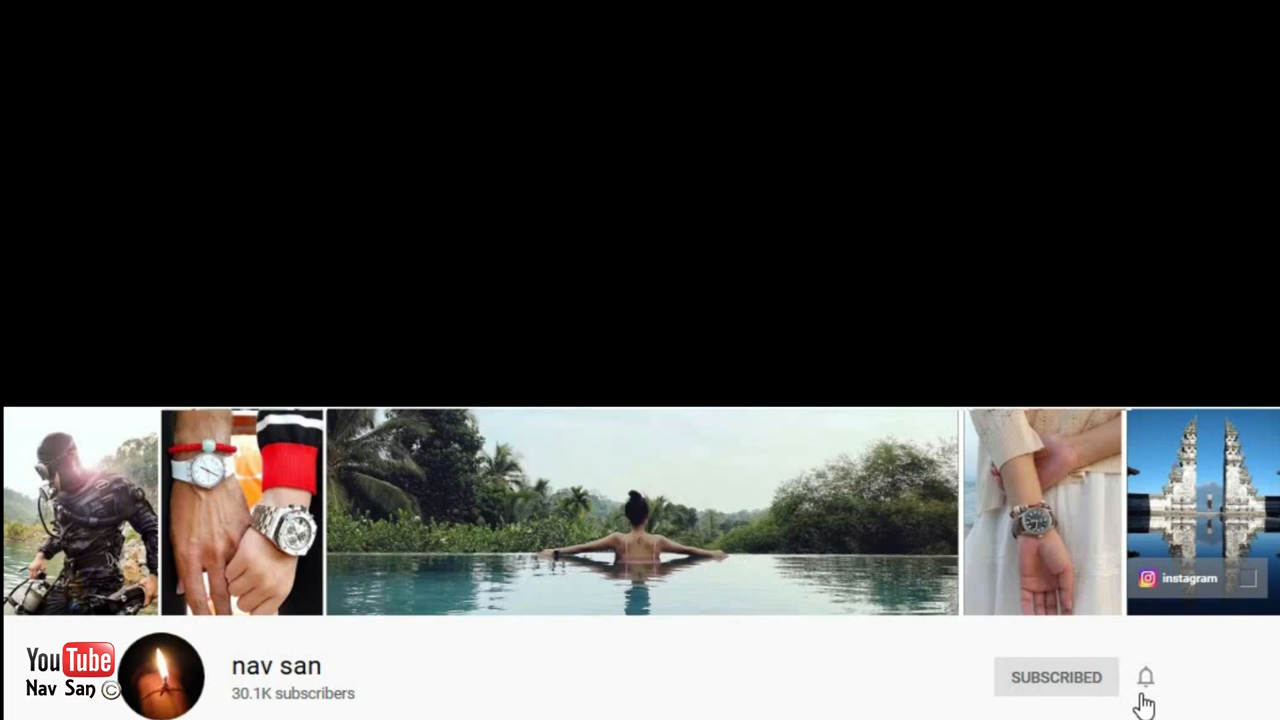 instagram
YouTube
Nav San ©
nav san
30.1K subscribers
SUBSCRIBED